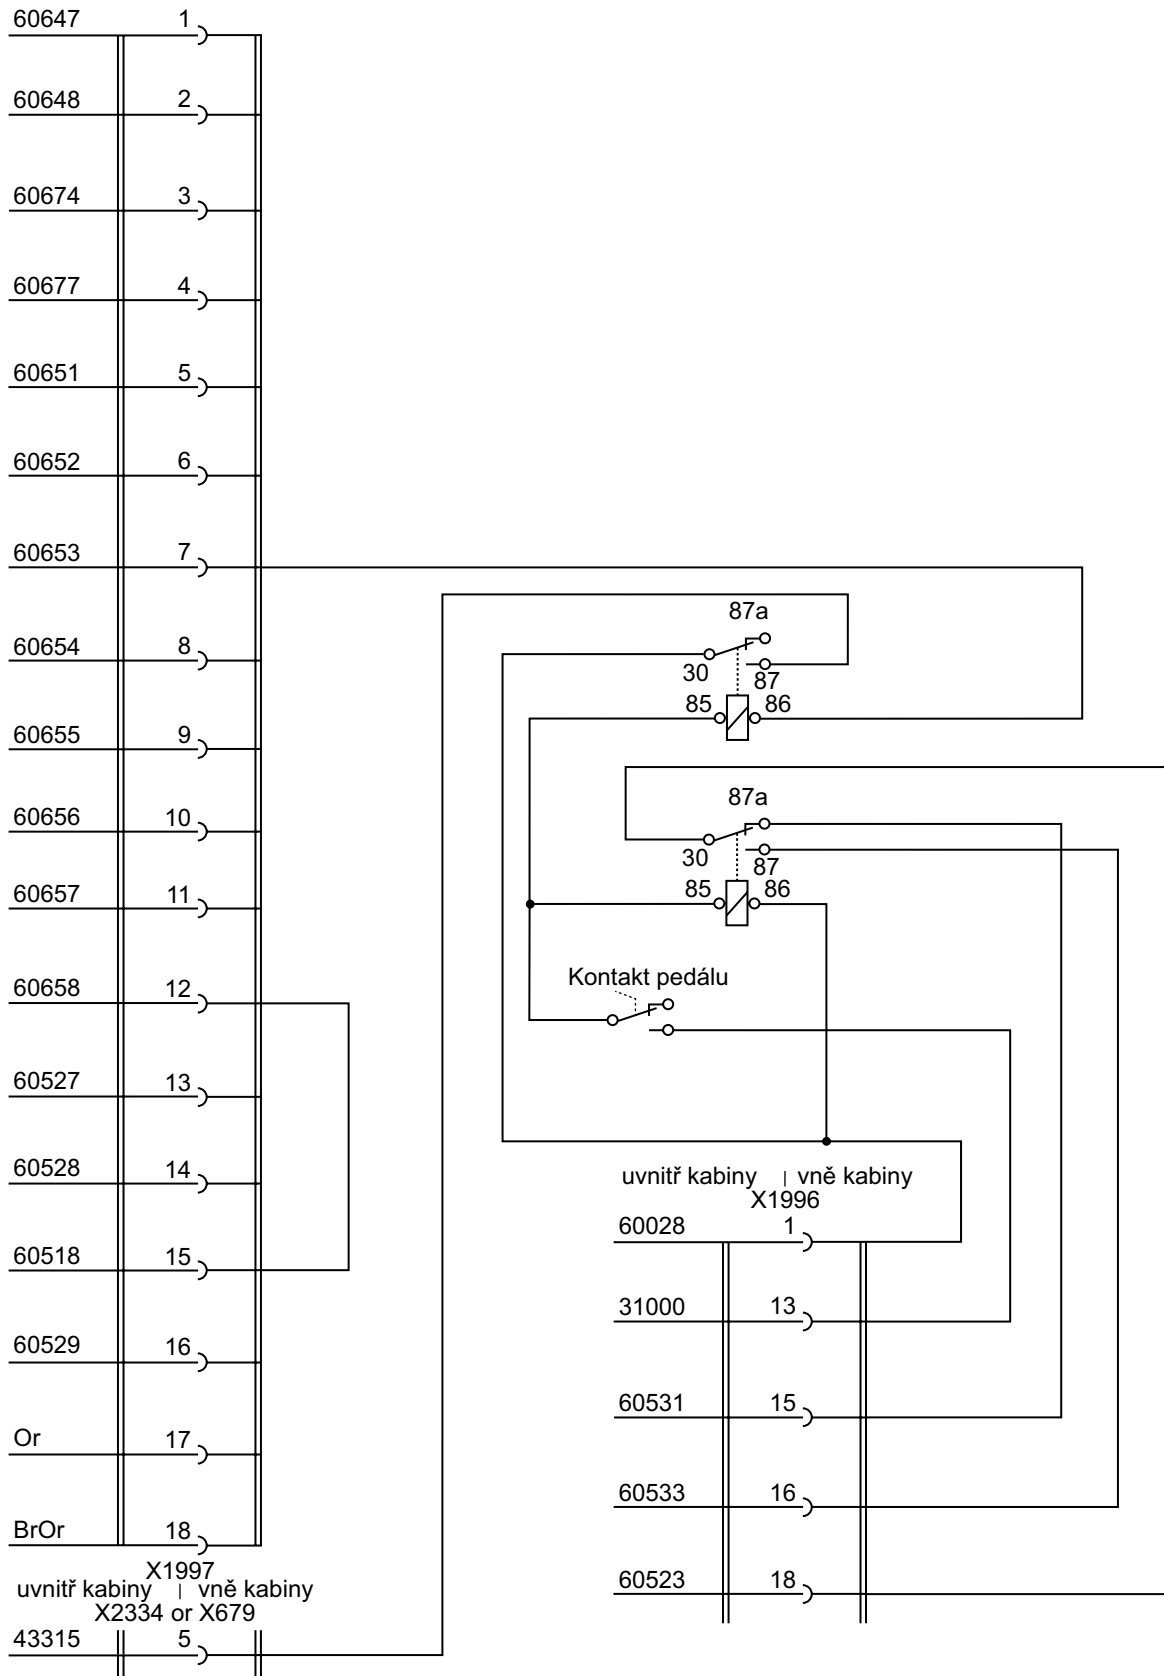 60647 1
60648 2
60674 3
60677 4
60651 5
60652 6
60653 7
60654 8
60655 9
60656 10
60657 11
60658 12
60527 13
60528 14
60518 15
60529 16
Or 17
BrOr 18
X1997
uvnitř kabiny | vně kabiny
X2334 or X679
43315 5
87a
30
87
85 86
87a
30
87
85 86
Kontakt pedálu
uvnitř kabiny | vně kabiny
X1996
60028 1
31000 13
60531 15
60533 16
60523 18